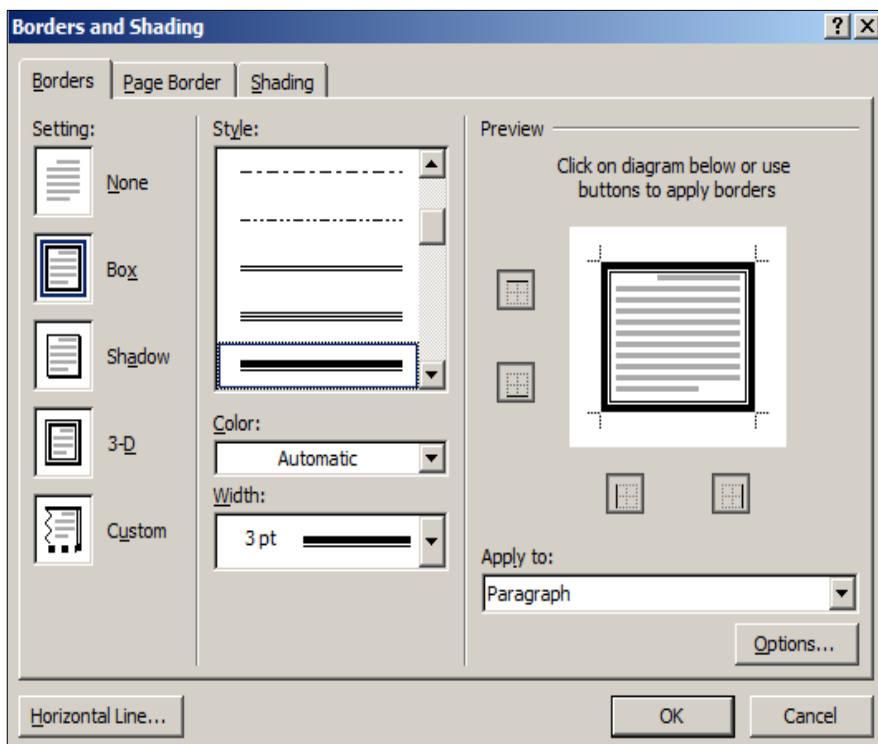 Borders and Shading
Borders
Page Border
Shading
Setting:
None
Box
Shadow
3-D
Custom
Style:
Color:
Automatic
Width:
3 pt
Preview
Click on diagram below or use
buttons to apply borders
Apply to:
Paragraph
Options...
Horizontal Line...
OK
Cancel